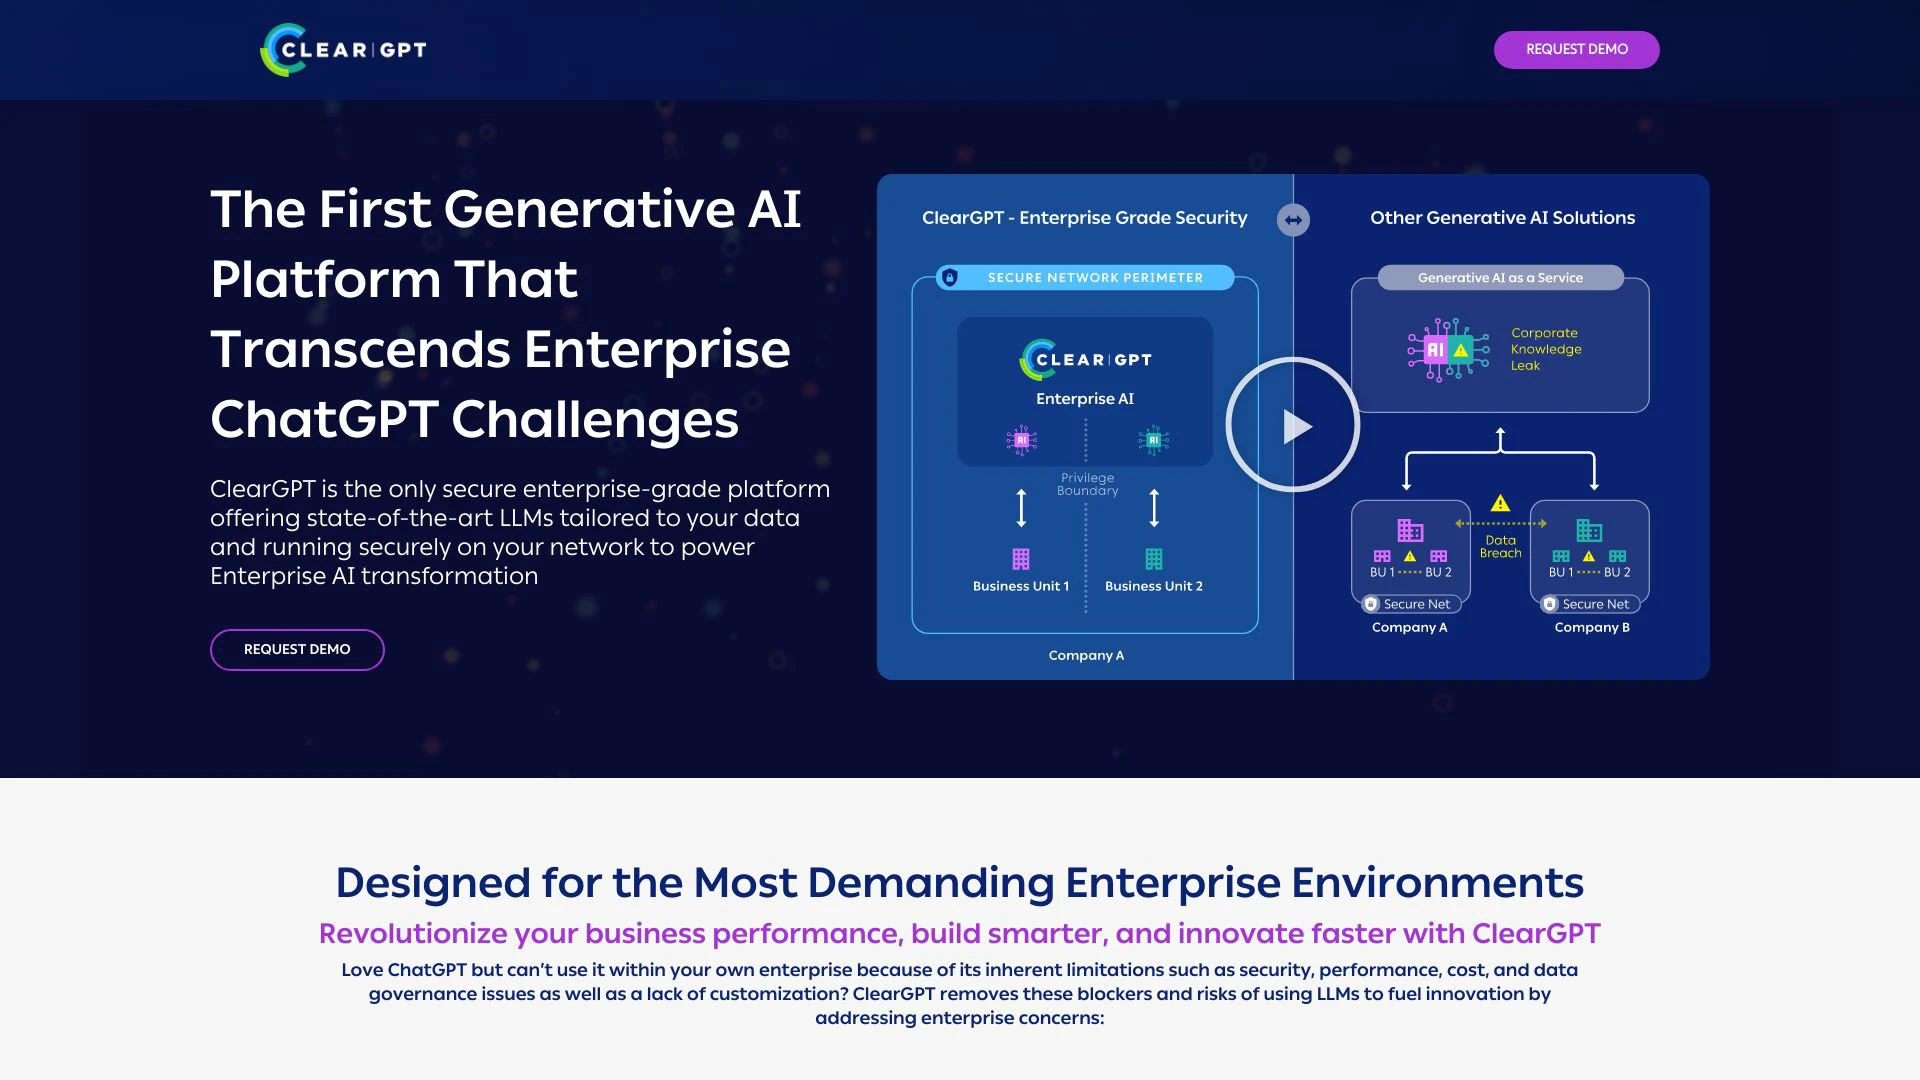 CLEAR|GPT
REQUEST DEMO
The First Generative AI
Platform That
Transcends Enterprise
ChatGPT Challenges
ClearGPT is the only secure enterprise-grade platform
offering state-of-the-art LLMs tailored to your data
and running securely on your network to power
Enterprise AI transformation
REQUEST DEMO
ClearGPT - Enterprise Grade Security
SECURE NETWORK PERIMETER
CLEAR|GPT
Enterprise AI
AI
AI
Privilege
Boundary
Business Unit 1
Business Unit 2
Company A
Other Generative AI Solutions
Generative AI as a Service
AI
Corporate
Knowledge
Leak
Data
Breach
BU 1
BU 2
Secure Net
Company A
BU 1
BU 2
Secure Net
Company B
Designed for the Most Demanding Enterprise Environments
Revolutionize your business performance, build smarter, and innovate faster with ClearGPT
Love ChatGPT but can’t use it within your own enterprise because of its inherent limitations such as security, performance, cost, and data
governance issues as well as a lack of customization? ClearGPT removes these blockers and risks of using LLMs to fuel innovation by
addressing enterprise concerns: